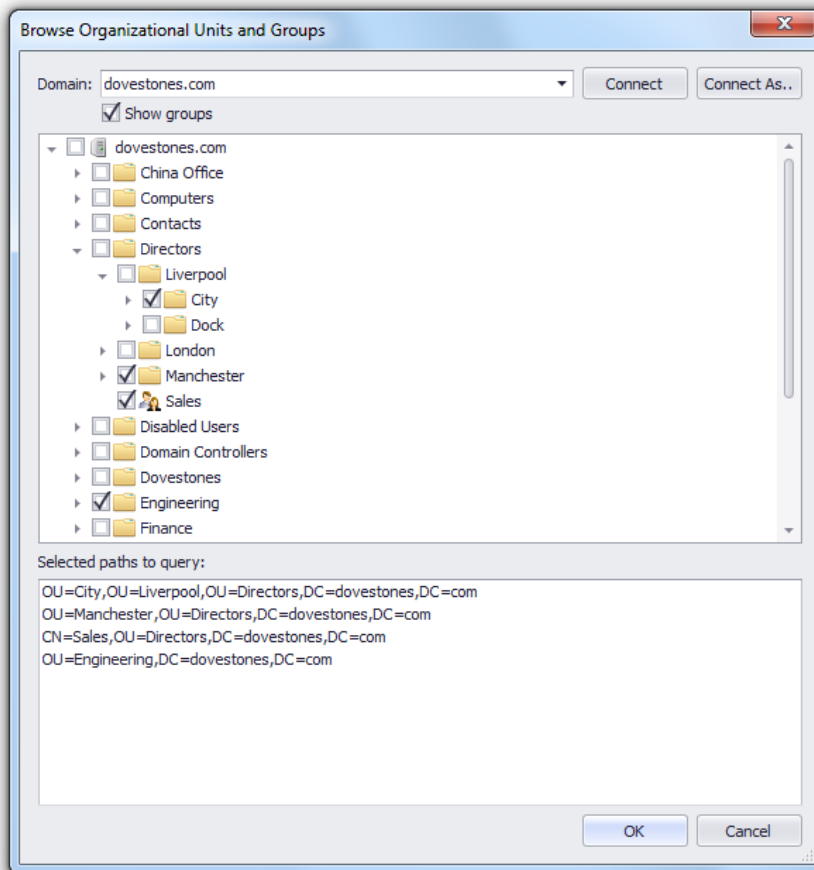 Browse Organizational Units and Groups
Domain: dovestones.com Connect Connect As..
Show groups
dovestones.com
China Office
Computers
Contacts
Directors
Liverpool
City
Dock
London
Manchester
Sales
Disabled Users
Domain Controllers
Dovestones
Engineering
Finance
Selected paths to query:
OU=City,OU=Liverpool,OU=Directors,DC=dovestones,DC=com
OU=Manchester,OU=Directors,DC=dovestones,DC=com
CN=Sales,OU=Directors,DC=dovestones,DC=com
OU=Engineering,DC=dovestones,DC=com
OK Cancel